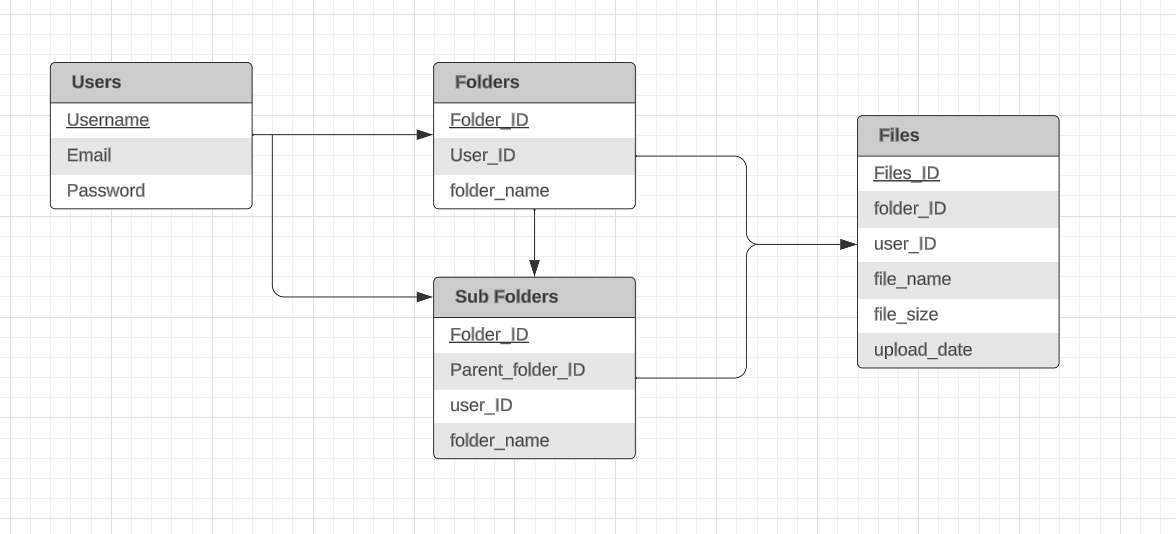 Users
Username
Email
Password
Folders
Folder_ID
User_ID
folder_name
Sub Folders
Folder_ID
Parent_folder_ID
user_ID
folder_name
Files
Files_ID
folder_ID
user_ID
file_name
file_size
upload_date